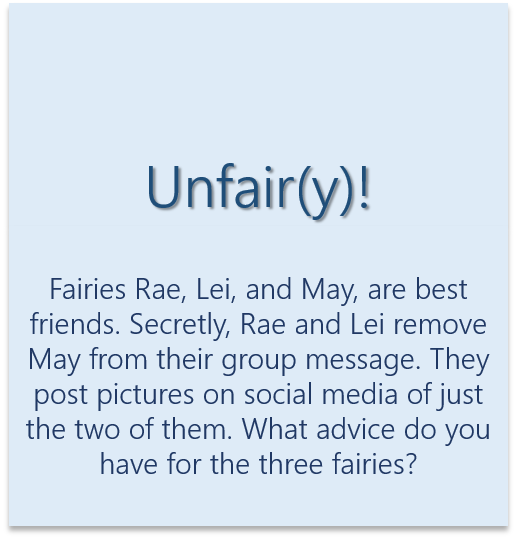 Unfair(y)!
Fairies Rae, Lei, and May, are best
friends. Secretly, Rae and Lei remove
May from their group message. They
post pictures on social media of just
the two of them. What advice do you
have for the three fairies?